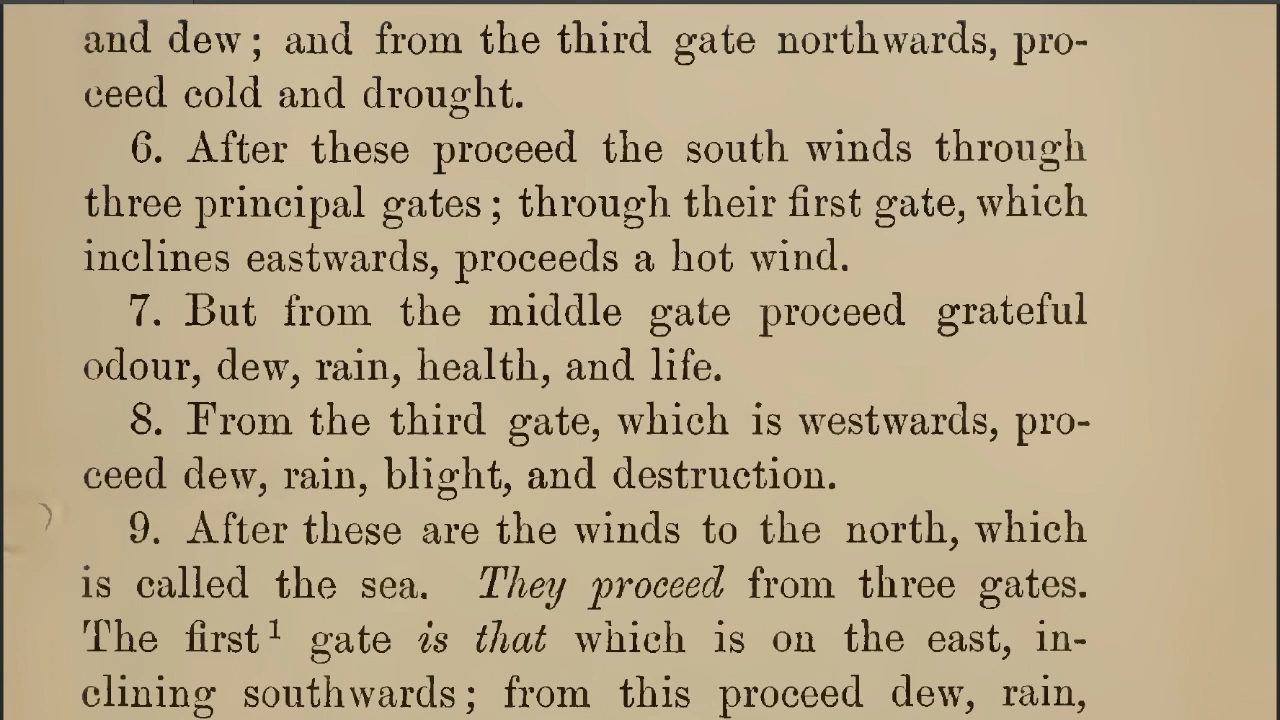 and dew; and from the third gate northwards, pro-
ceed cold and drought.
6. After these proceed the south winds through
three principal gates; through their first gate, which
inclines eastwards, proceeds a hot wind.
7. But from the middle gate proceed grateful
odour, dew, rain, health, and life.
8. From the third gate, which is westwards, pro-
ceed dew, rain, blight, and destruction.
9. After these are the winds to the north, which
is called the sea. They proceed from three gates.
The first¹ gate is that which is on the east, in-
clining southwards; from this proceed dew, rain,